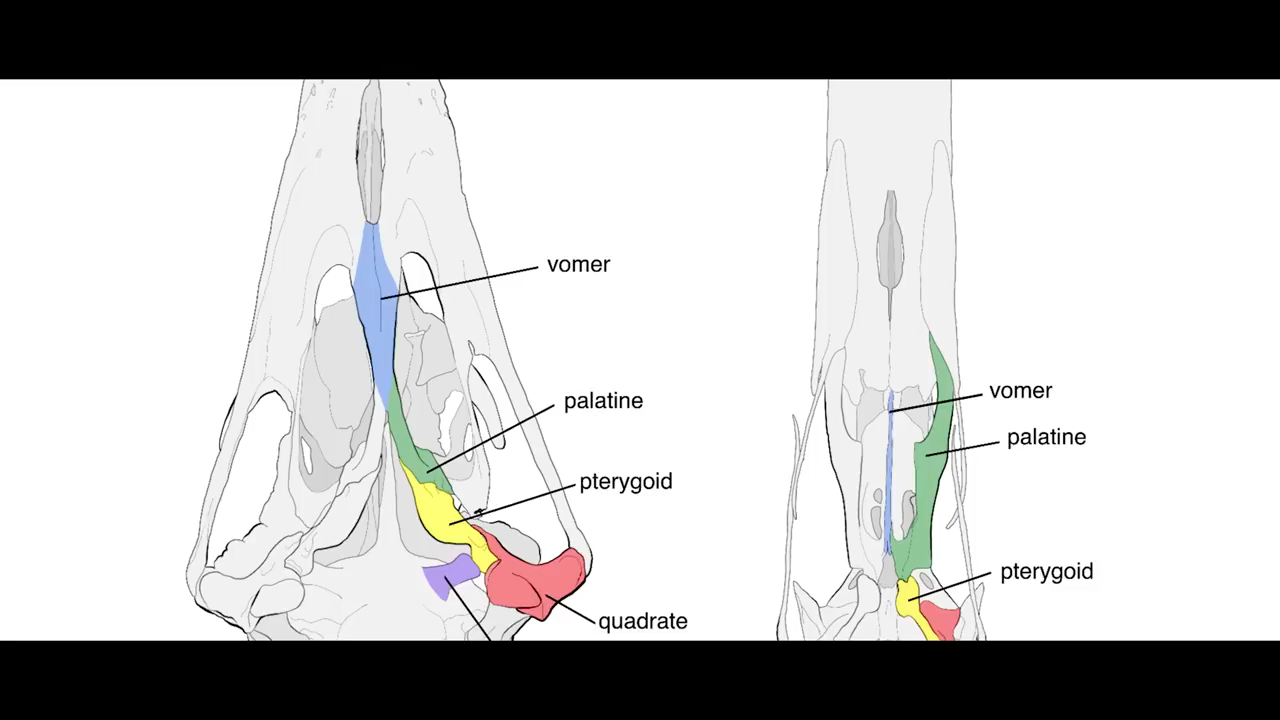 vomer
palatine
pterygoid
quadrate
vomer
palatine
pterygoid